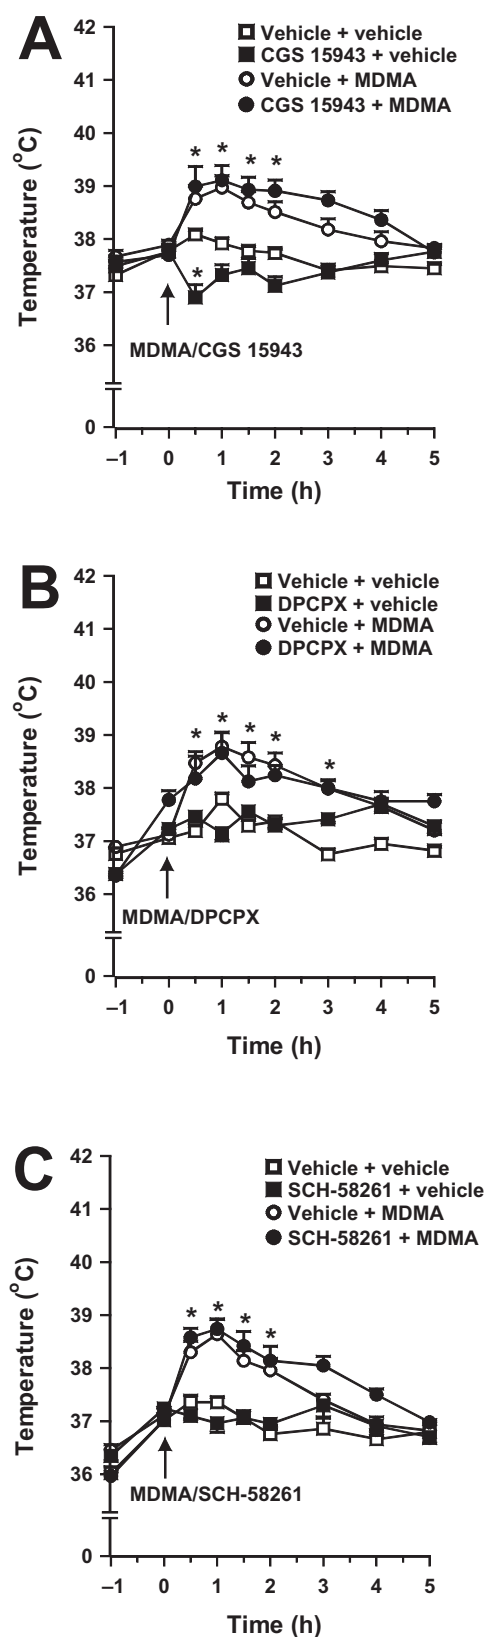 A
Vehicle + vehicle
CGS 15943 + vehicle
Vehicle + MDMA
CGS 15943 + MDMA
42
41
40
39
38
37
36
0
Temperature (°C)
* * * *
*
MDMA/CGS 15943
–1 0 1 2 3 4 5
Time (h)
B
Vehicle + vehicle
DPCPX + vehicle
Vehicle + MDMA
DPCPX + MDMA
42
41
40
39
38
37
36
0
Temperature (°C)
* * * * *
MDMA/DPCPX
–1 0 1 2 3 4 5
Time (h)
C
Vehicle + vehicle
SCH-58261 + vehicle
Vehicle + MDMA
SCH-58261 + MDMA
42
41
40
39
38
37
36
0
Temperature (°C)
* * * *
MDMA/SCH-58261
–1 0 1 2 3 4 5
Time (h)